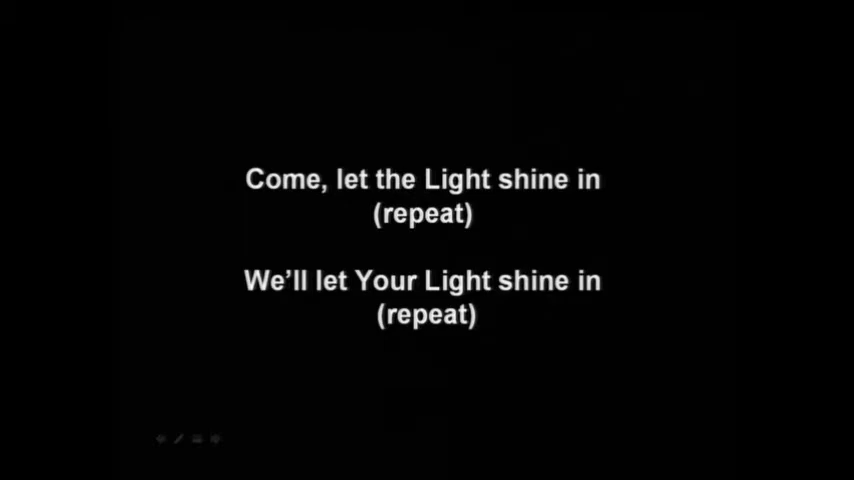 Come, let the Light shine in
(repeat)
We’ll let Your Light shine in
(repeat)